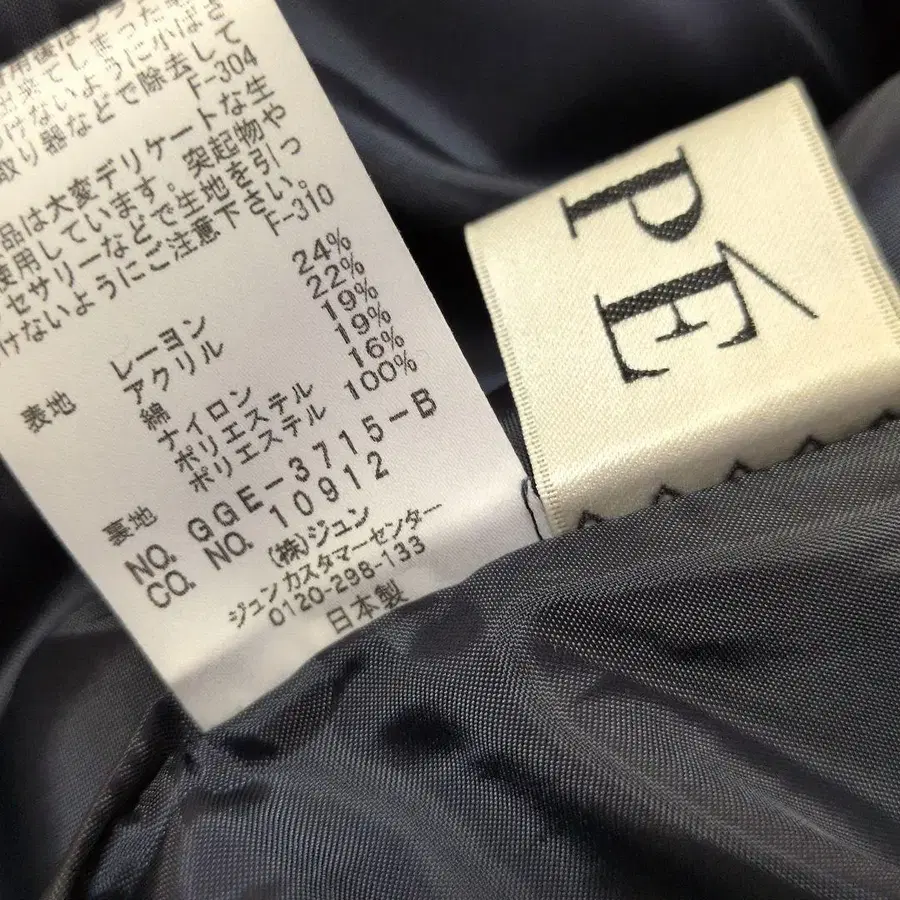 用後はブラ
出来てしまった
つけないように小ばさ
取り器などで除去して
F-304
品は大変デリケートな生
使用しています。突起物や
セサリーなどで生地を引っ
けないようにご注意下さい。
F-310
表地 レーヨン 24%
アクリル 22%
綿 19%
ナイロン 19%
ポリエステル 16%
裏地 ポリエステル 100%
NO. GGE-3715-B
CO. NO. 10912
(株)ジュン
ジュンカスタマーセンター
0120-298-133
日本製
PÉ